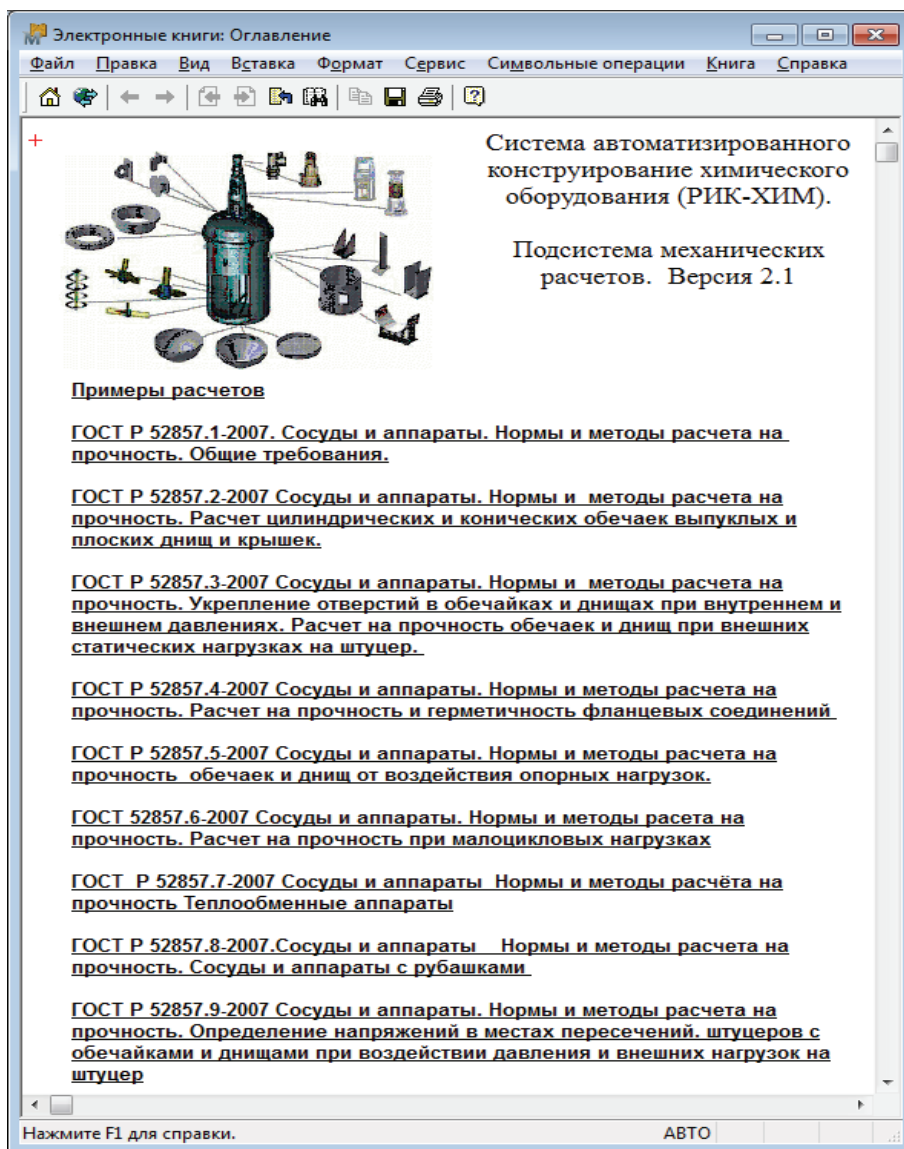 Электронные книги: Оглавление
Файл Правка Вид Вставка Формат Сервис Символьные операции Книга Справка
Система автоматизированного
конструирование химического
оборудования (РИК-ХИМ).
Подсистема механических
расчетов. Версия 2.1
Примеры расчетов
ГОСТ Р 52857.1-2007. Сосуды и аппараты. Нормы и методы расчета на
прочность. Общие требования.
ГОСТ Р 52857.2-2007 Сосуды и аппараты. Нормы и методы расчета на
прочность. Расчет цилиндрических и конических обечаек выпуклых и
плоских днищ и крышек.
ГОСТ Р 52857.3-2007 Сосуды и аппараты. Нормы и методы расчета на
прочность. Укрепление отверстий в обечайках и днищах при внутреннем и
внешнем давлениях. Расчет на прочность обечаек и днищ при внешних
статических нагрузках на штуцер.
ГОСТ Р 52857.4-2007 Сосуды и аппараты. Нормы и методы расчета на
прочность. Расчет на прочность и герметичность фланцевых соединений
ГОСТ Р 52857.5-2007 Сосуды и аппараты. Нормы и методы расчета на
прочность обечаек и днищ от воздействия опорных нагрузок.
ГОСТ 52857.6-2007 Сосуды и аппараты. Нормы и методы расета на
прочность. Расчет на прочность при малоцикловых нагрузках
ГОСТ Р 52857.7-2007 Сосуды и аппараты Нормы и методы расчёта на
прочность Теплообменные аппараты
ГОСТ Р 52857.8-2007.Сосуды и аппараты Нормы и методы расчета на
прочность. Сосуды и аппараты с рубашками
ГОСТ Р 52857.9-2007 Сосуды и аппараты. Нормы и методы расчета на
прочность. Определение напряжений в местах пересечений. штуцеров с
обечайками и днищами при воздействии давления и внешних нагрузок на
штуцер
Нажмите F1 для справки. АВТО